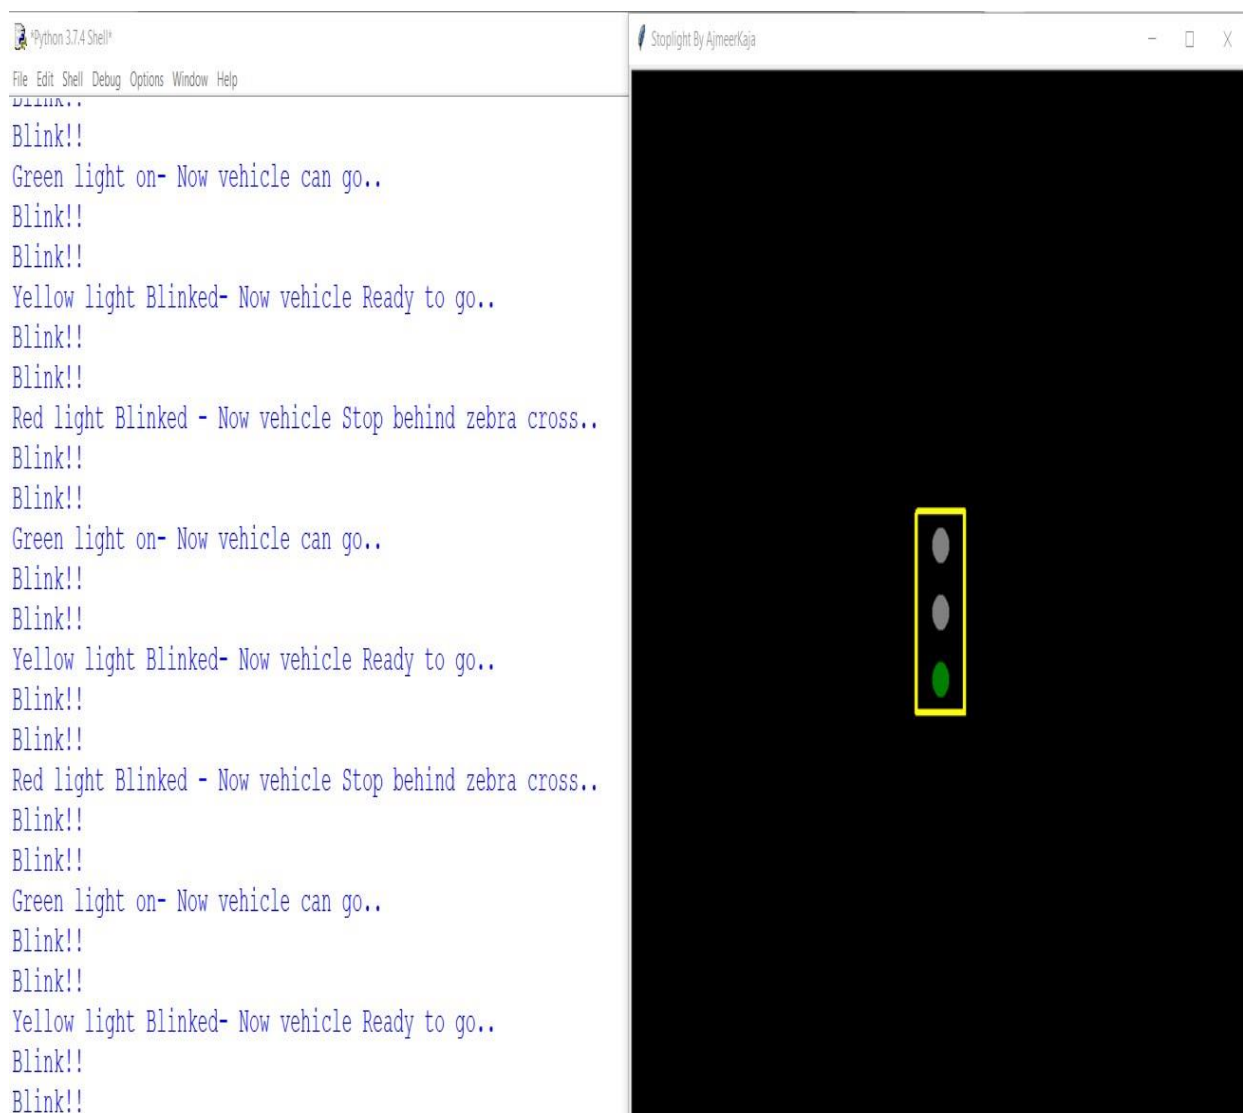 *Python 3.7.4 Shell*
File Edit Shell Debug Options Window Help
Blink!!
Blink!!
Green light on- Now vehicle can go..
Blink!!
Blink!!
Yellow light Blinked- Now vehicle Ready to go..
Blink!!
Blink!!
Red light Blinked - Now vehicle Stop behind zebra cross..
Blink!!
Blink!!
Green light on- Now vehicle can go..
Blink!!
Blink!!
Yellow light Blinked- Now vehicle Ready to go..
Blink!!
Blink!!
Red light Blinked - Now vehicle Stop behind zebra cross..
Blink!!
Blink!!
Green light on- Now vehicle can go..
Blink!!
Blink!!
Yellow light Blinked- Now vehicle Ready to go..
Blink!!
Blink!!
Stoplight By AjmeerKaja